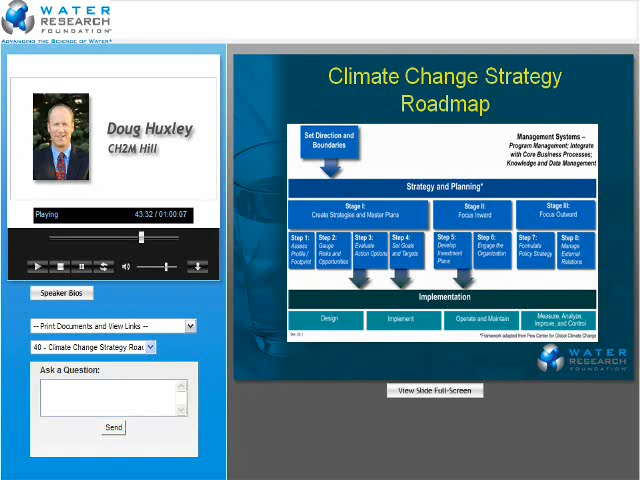 WATER
RESEARCH
FOUNDATION®
ADVANCING THE SCIENCE OF WATER®
Doug Huxley
CH2M Hill
Playing 43:32 / 01:00:07
Speaker Bios
-- Print Documents and View Links --
40 - Climate Change Strategy Roac
Ask a Question:
Send
Climate Change Strategy
Roadmap
Set Direction and
Boundaries
Management Systems –
Program Management; Integrate
with Core Business Processes;
Knowledge and Data Management
Strategy and Planning*
Stage I:
Create Strategies and Master Plans
Stage II:
Focus Inward
Stage III:
Focus Outward
Step 1:
Assess
Profile /
Footprint
Step 2:
Gauge
Risks and
Opportunities
Step 3:
Evaluate
Action Options
Step 4:
Set Goals
and Targets
Step 5:
Develop
Investment
Plans
Step 6:
Engage the
Organization
Step 7:
Formulate
Policy Strategy
Step 8:
Manage
External
Relations
Implementation
Design
Implement
Operate and Maintain
Measure, Analyze,
Improve, and Control
*Framework adapted from Pew Center for Global Climate Change
WATER
RESEARCH
FOUNDATION®
View Slide Full-Screen